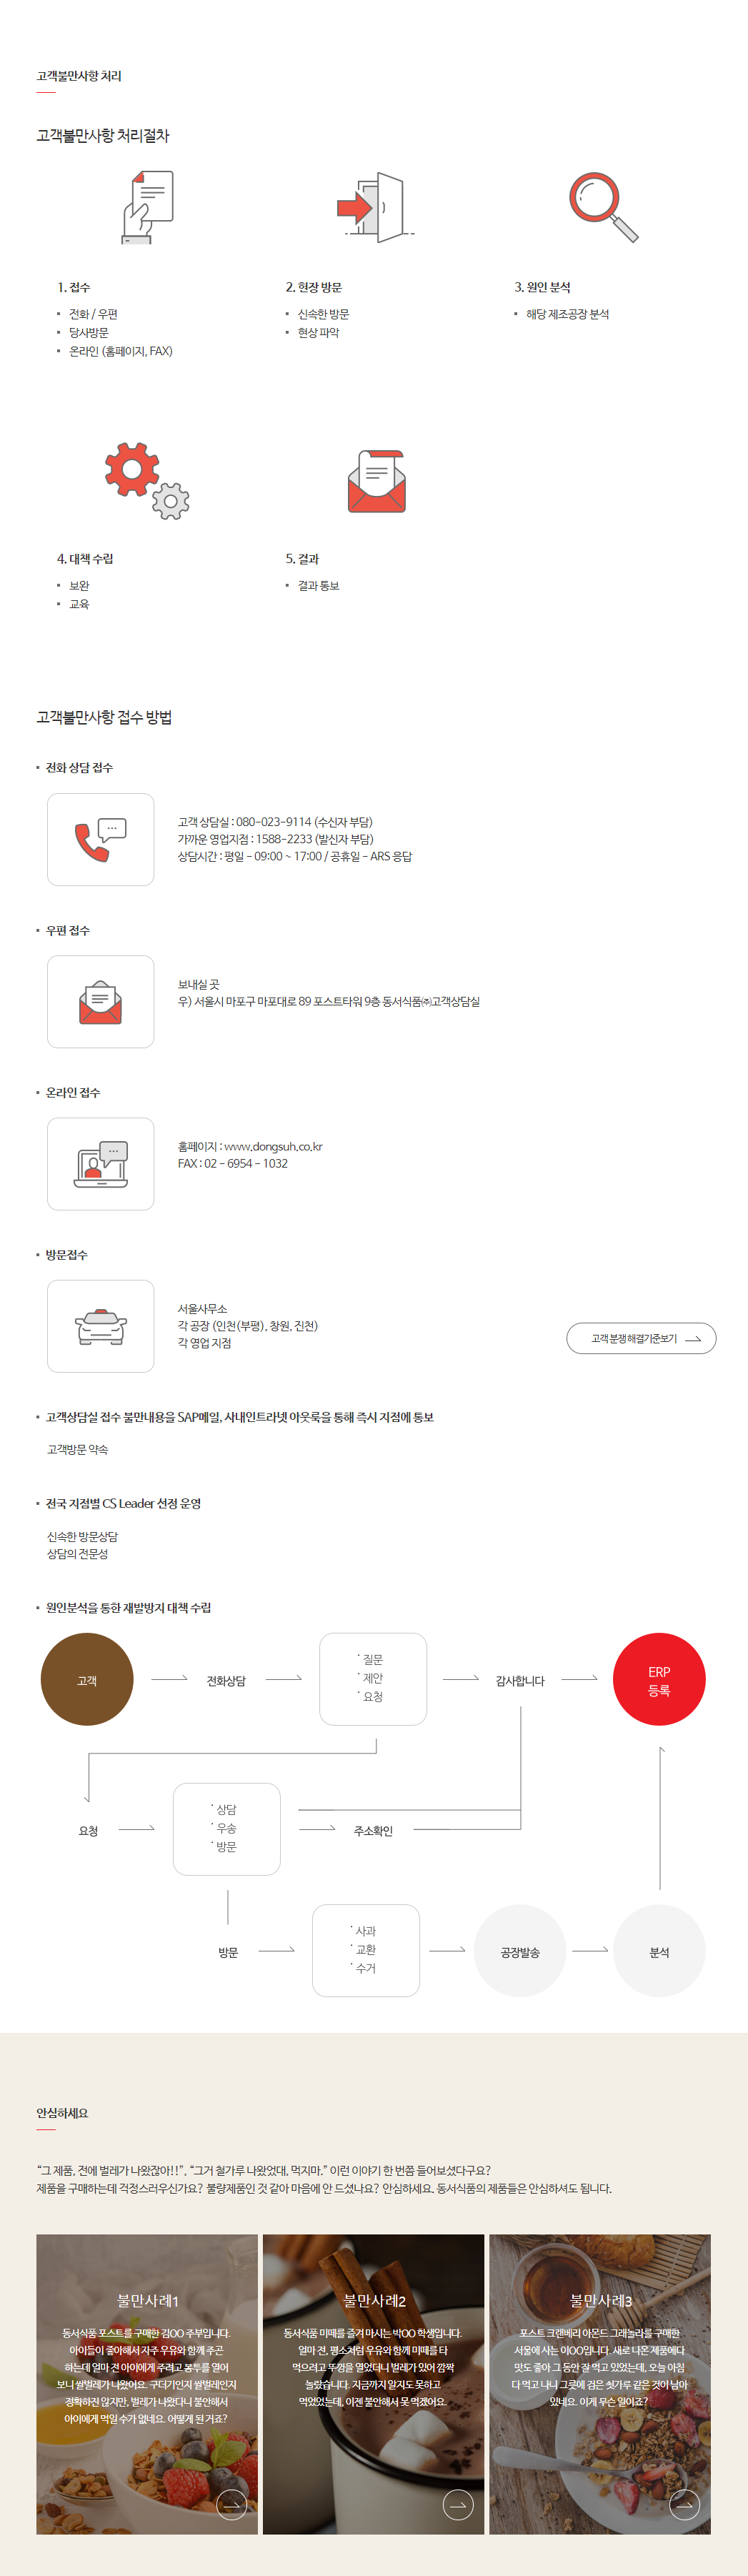 고객불만사항 처리
고객불만사항 처리절차
1. 접수
전화 / 우편
당사방문
온라인 (홈페이지, FAX)
2. 현장 방문
신속한 방문
현상 파악
3. 원인 분석
해당 제조공장 분석
4. 대책 수립
보완
교육
5. 결과
결과 통보
고객불만사항 접수 방법
전화 상담 접수
고객 상담실 : 080-023-9114 (수신자 부담)
가까운 영업지점 : 1588-2233 (발신자 부담)
상담시간 : 평일 - 09:00 ~ 17:00 / 공휴일 - ARS 응답
우편 접수
보내실 곳
우) 서울시 마포구 마포대로 89 포스트타워 9층 동서식품㈜고객상담실
온라인 접수
홈페이지 : www.dongsuh.co.kr
FAX : 02 - 6954 - 1032
방문접수
서울사무소
각 공장 (인천(부평), 창원, 진천)
각 영업 지점
고객 분쟁 해결기준보기
고객상담실 접수 불만내용을 SAP메일, 사내인트라넷 아웃룩을 통해 즉시 지점에 통보
고객방문 약속
전국 지점별 CS Leader 선정 운영
신속한 방문상담
상담의 전문성
원인분석을 통한 재발방지 대책 수립
고객
전화상담
질문
제안
요청
감사합니다
ERP
등록
요청
상담
우송
방문
주소확인
방문
사과
교환
수거
공장발송
분석
안심하세요
“그 제품, 전에 벌레가 나왔잖아!!”, “그거 철가루 나왔었대, 먹지마.” 이런 이야기 한 번쯤 들어보셨다구요?
제품을 구매하는데 걱정스러우신가요? 불량제품인 것 같아 마음에 안 드셨나요? 안심하세요. 동서식품의 제품들은 안심하셔도 됩니다.
불만사례1
동서식품 포스트를 구매한 김OO 주부입니다.
아이들이 좋아해서 자주 우유와 함께 주곤
하는데 얼마 전 아이에게 주려고 봉투를 열어
보니 쌀벌레가 나왔어요. 구더기인지 쌀벌레인지
정확하진 않지만, 벌레가 나왔다니 불안해서
아이에게 먹일 수가 없네요. 어떻게 된 거죠?
불만사례2
동서식품 미떼를 즐겨 마시는 박OO 학생입니다.
얼마 전, 평소처럼 우유와 함께 미떼를 타
먹으려고 뚜껑을 열었더니 벌레가 있어 깜짝
놀랐습니다. 지금까지 알지도 못하고
먹었었는데, 이젠 불안해서 못 먹겠어요.
불만사례3
포스트 크랜베리 아몬드 그래놀라를 구매한
서울에 사는 이OO입니다. 새로 나온 제품에다
맛도 좋아 그 동안 잘 먹고 있었는데, 오늘 아침
다 먹고 나니 그릇에 검은 쇳가루 같은 것이 남아
있네요. 이게 무슨 일이죠?